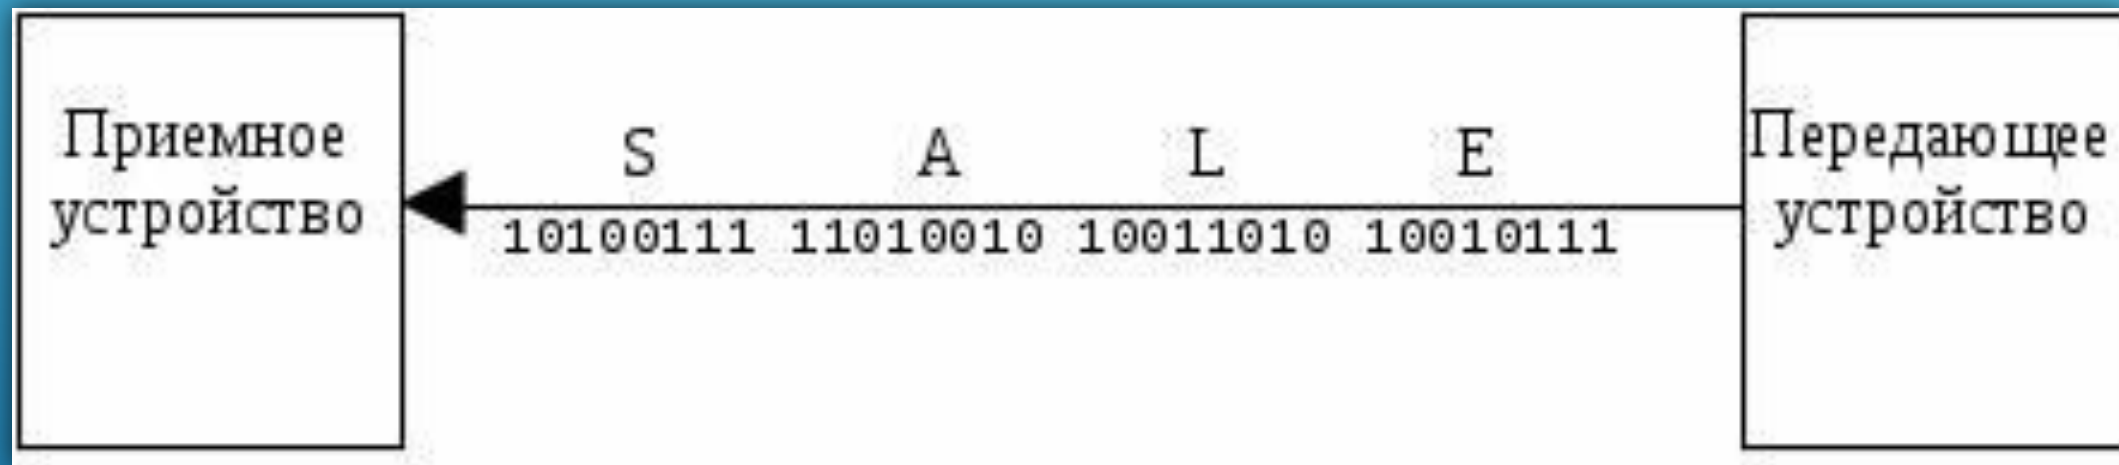 Приемное
устройство
S A L E
10100111 11010010 10011010 10010111
Передающее
устройство